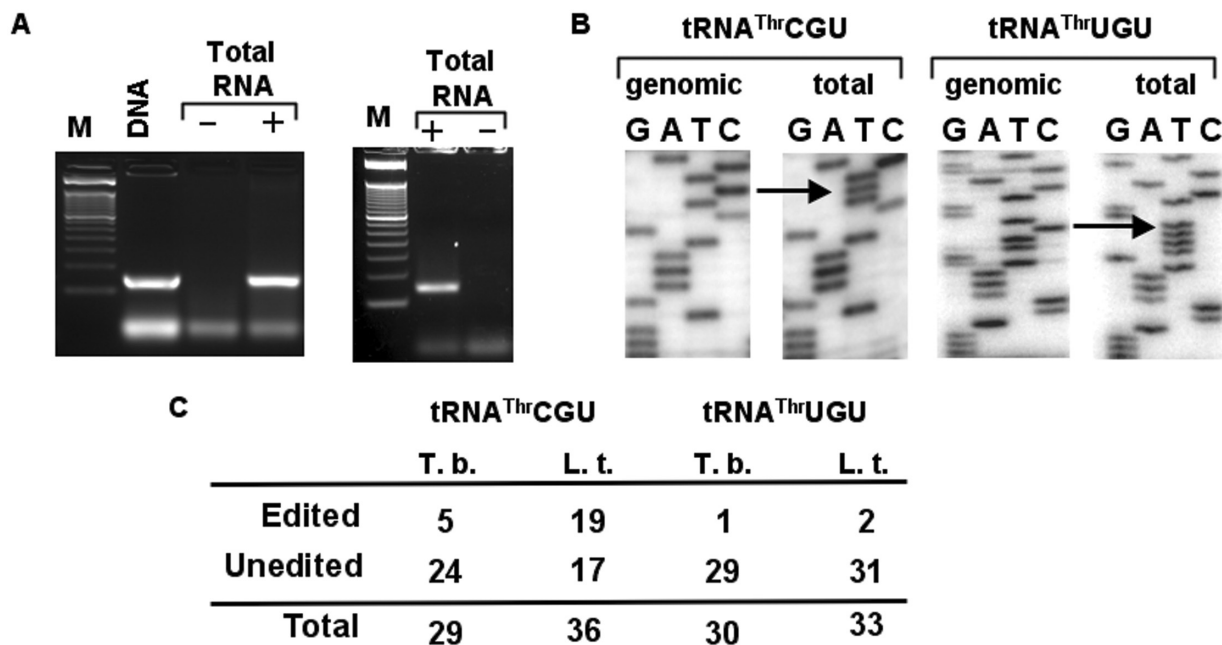 A
Total
RNA
M
DNA
−
+
Total
RNA
M
+
−
B
tRNAThrCGU
tRNAThrUGU
genomic
total
genomic
total
G A T C
G A T C
G A T C
G A T C
C
tRNAThrCGU
tRNAThrUGU
T. b.
L. t.
T. b.
L. t.
Edited 5 19 1 2
Unedited 24 17 29 31
Total 29 36 30 33